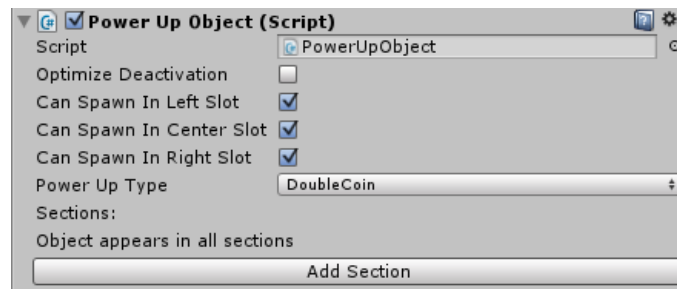 Power Up Object (Script)
Script PowerUpObject
Optimize Deactivation
Can Spawn In Left Slot
Can Spawn In Center Slot
Can Spawn In Right Slot
Power Up Type DoubleCoin
Sections:
Object appears in all sections
Add Section